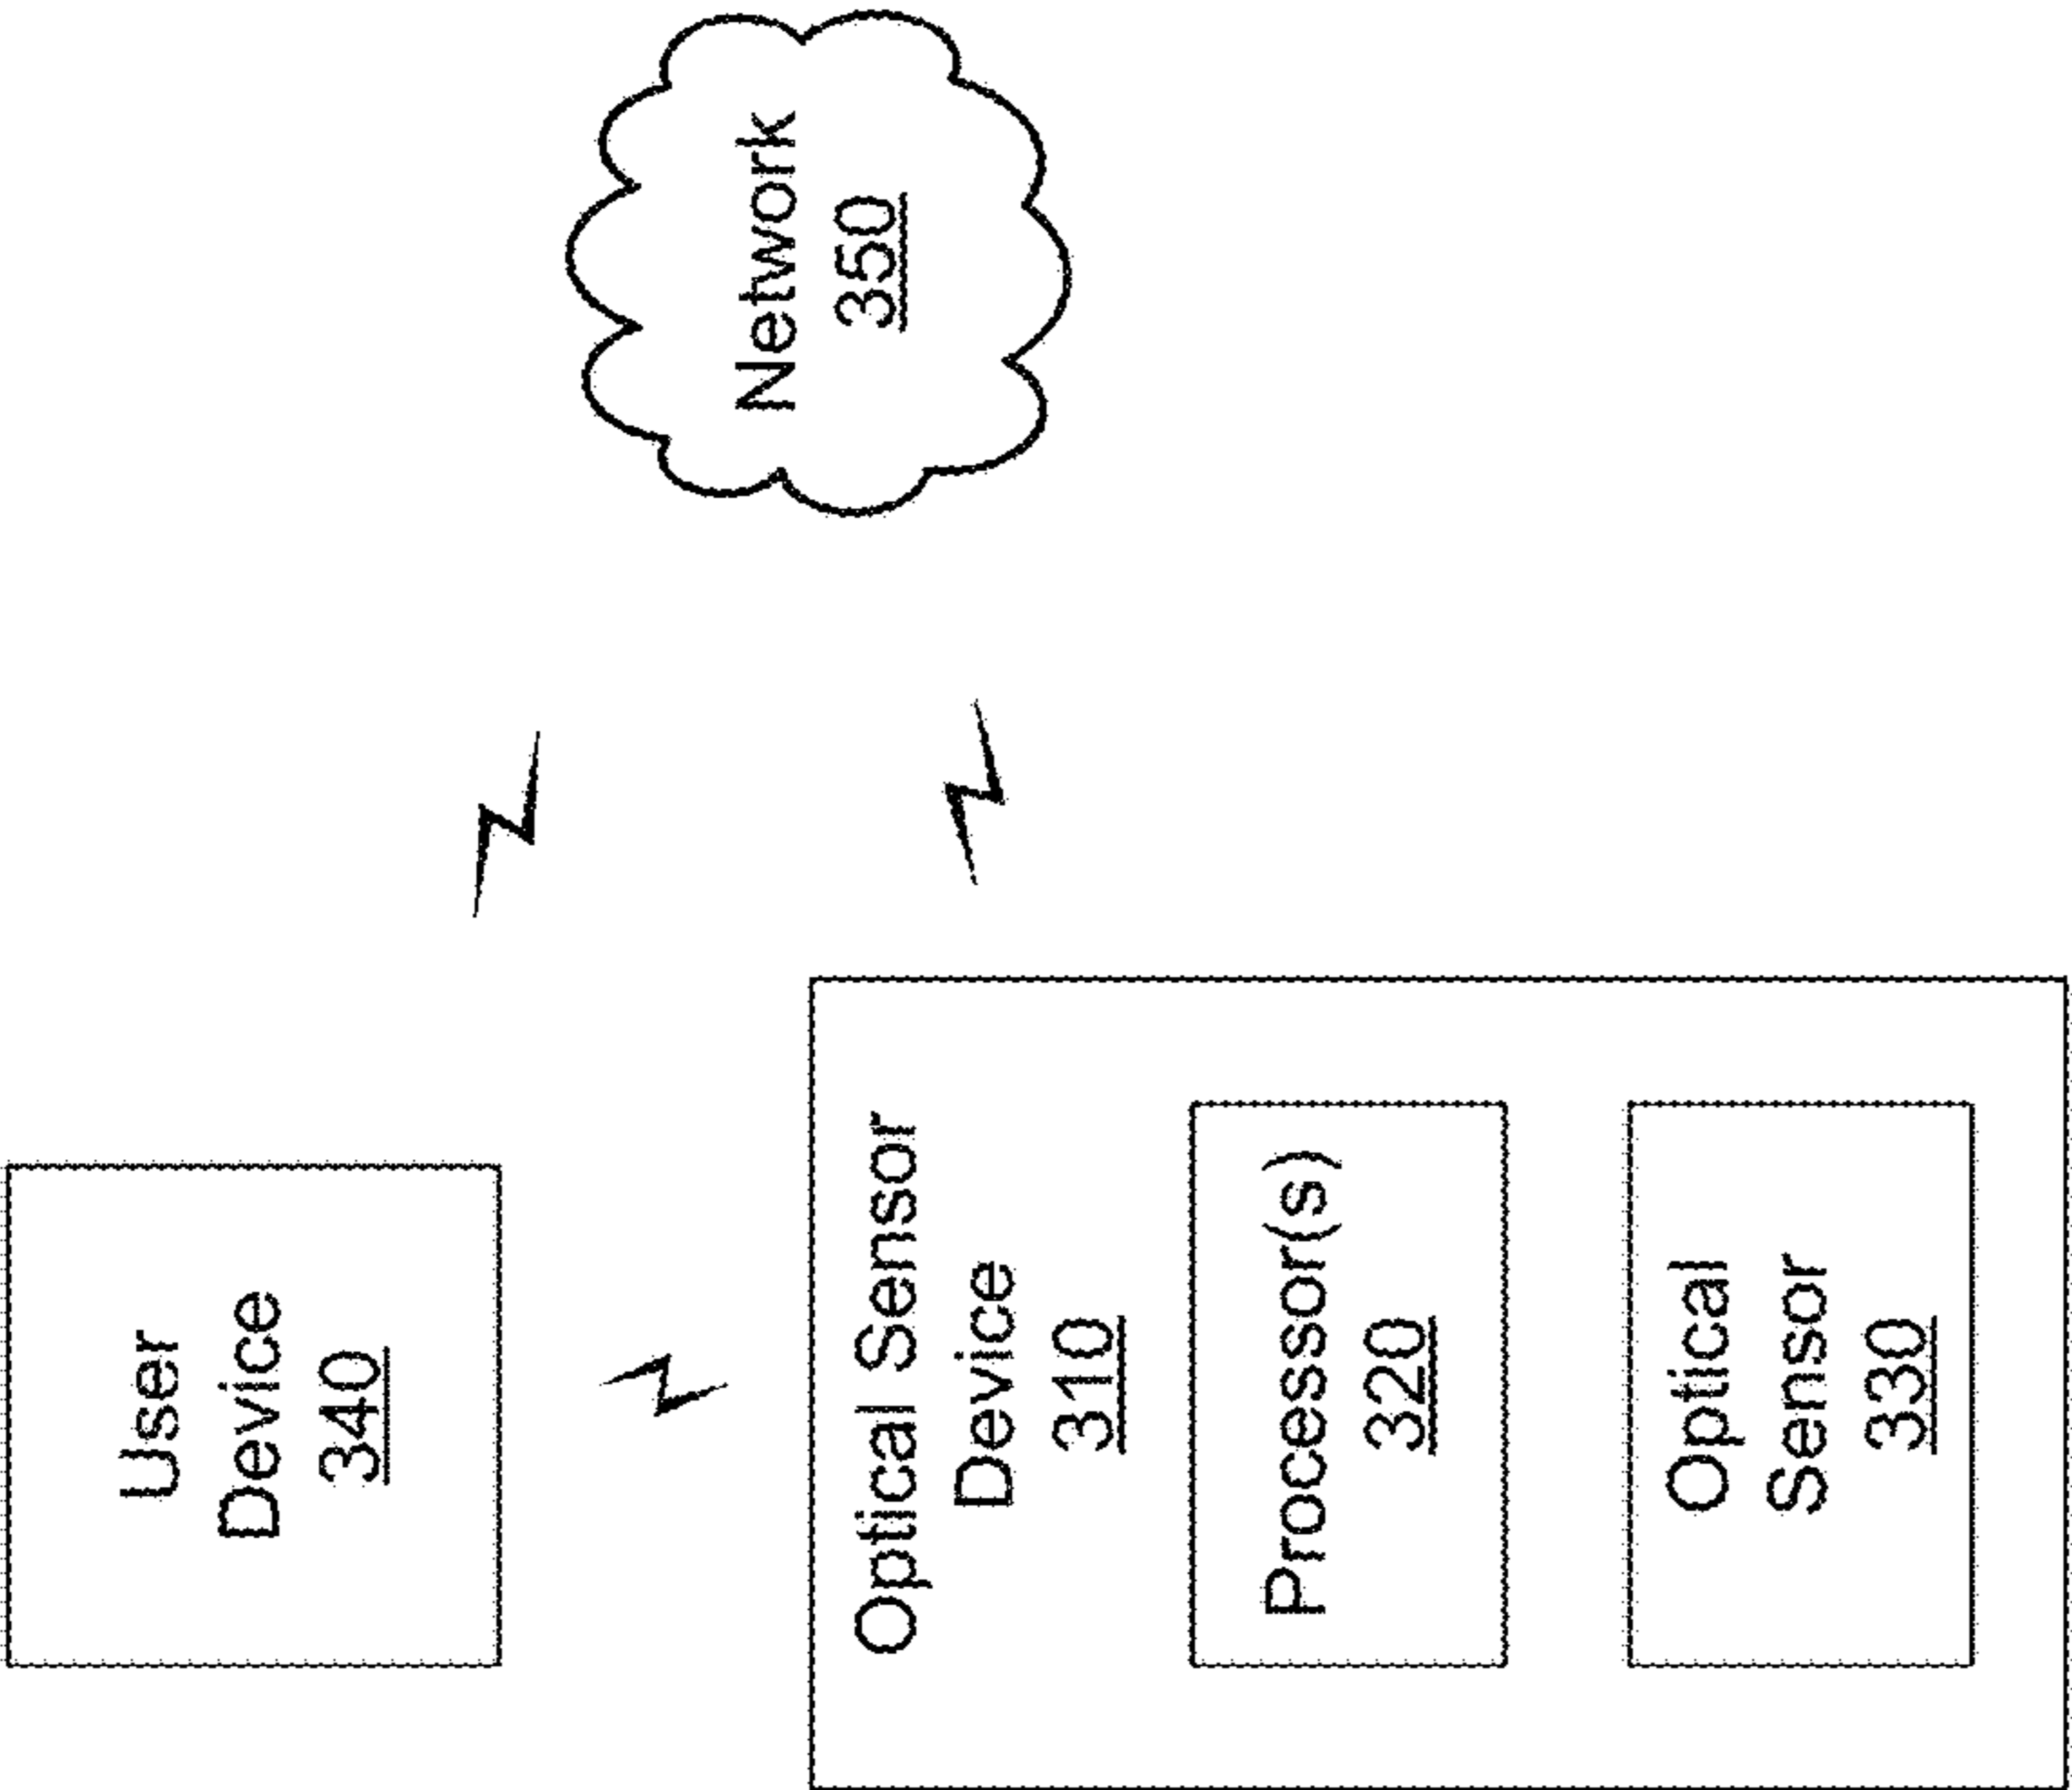 User
Device
340
Optical Sensor
Device
310
Processor(s)
320
Optical
Sensor
330
Network
350